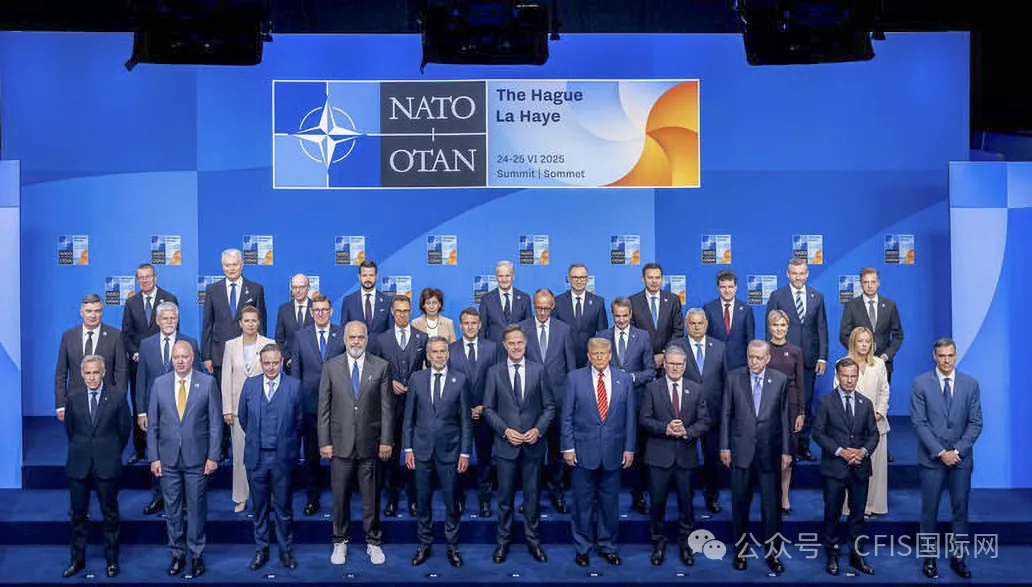 NATO
OTAN
The Hague
La Haye
24-25 VI 2025
Summit | Sommet
公众号 CFIS国际网